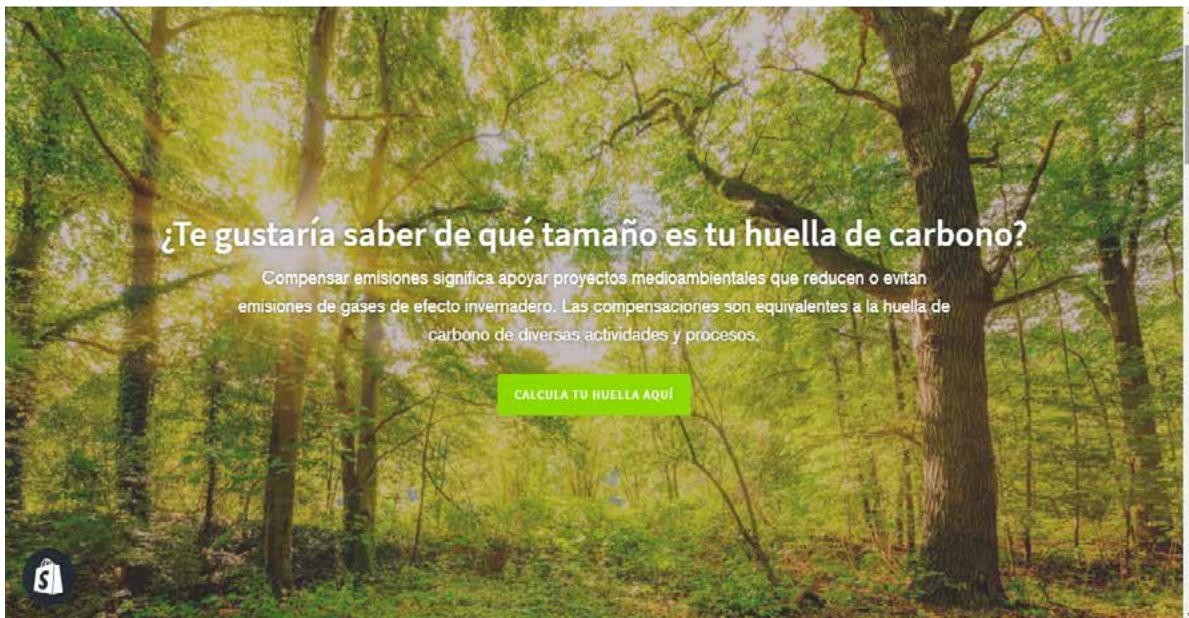 ¿Te gustaría saber de qué tamaño es tu huella de carbono?
Compensar emisiones significa apoyar proyectos medioambientales que reducen o evitan
emisiones de gases de efecto invernadero. Las compensaciones son equivalentes a la huella de
carbono de diversas actividades y procesos.
CALCULA TU HUELLA AQUÍ